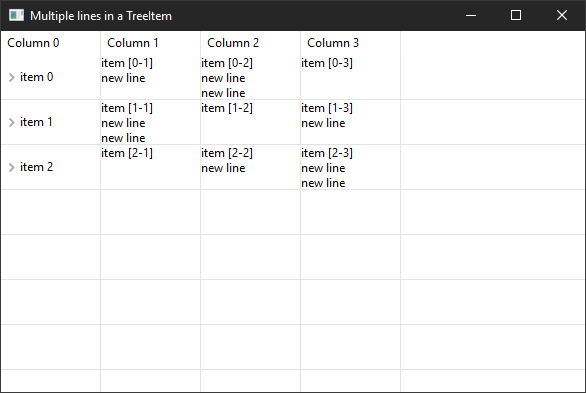 Multiple lines in a TreeItem
Column 0 Column 1 Column 2 Column 3
item 0 item [0-1] item [0-2] item [0-3]
new line new line
new line
item 1 item [1-1] item [1-2] item [1-3]
new line new line
new line
item 2 item [2-1] item [2-2] item [2-3]
new line new line
new line